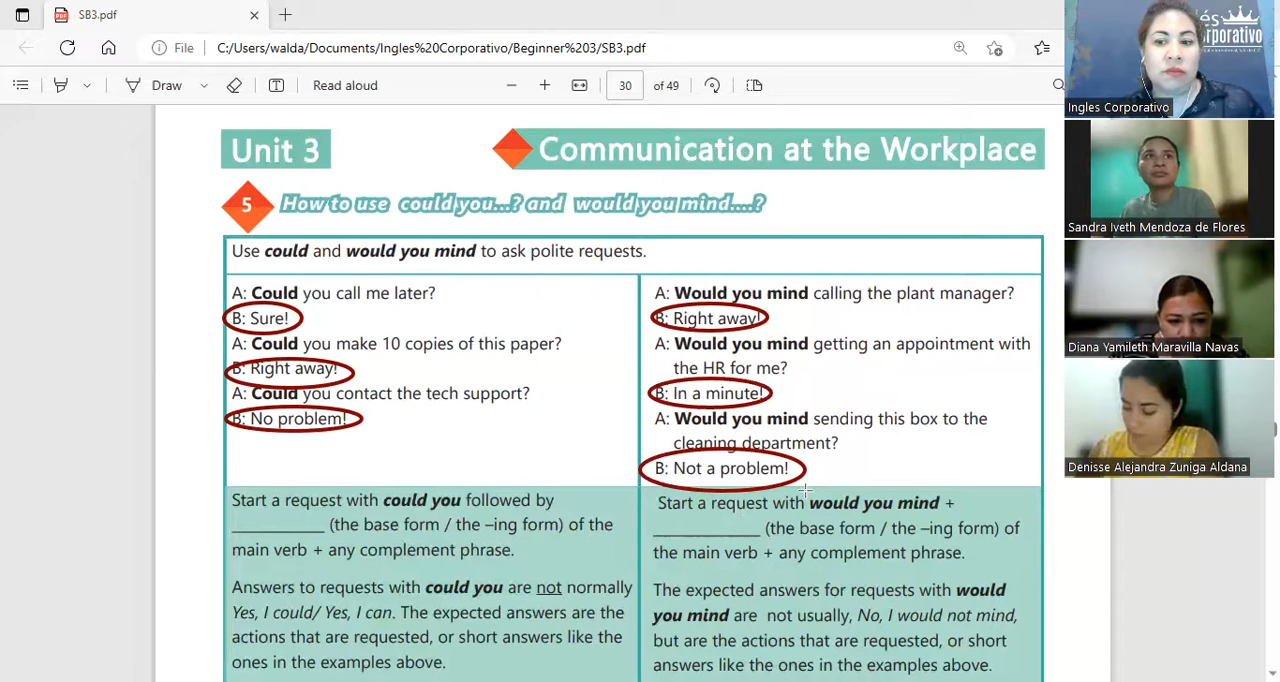 SB3.pdf
File
C:/Users/walda/Documents/Ingles%20Corporativo/Beginner%203/SB3.pdf
Draw
Read aloud
30
of 49
Unit 3
Communication at the Workplace
5
How to use could you...? and would you mind....?
Use could and would you mind to ask polite requests.
A: Could you call me later?
B: Sure!
A: Could you make 10 copies of this paper?
B: Right away!
A: Could you contact the tech support?
B: No problem!
A: Would you mind calling the plant manager?
B: Right away!
A: Would you mind getting an appointment with
the HR for me?
B: In a minute!
A: Would you mind sending this box to the
cleaning department?
B: Not a problem!
Start a request with could you followed by
___________ (the base form / the –ing form) of the
main verb + any complement phrase.
Answers to requests with could you are not normally
Yes, I could/ Yes, I can. The expected answers are the
actions that are requested, or short answers like the
ones in the examples above.
Start a request with would you mind +
_____________ (the base form / the –ing form) of
the main verb + any complement phrase.
The expected answers for requests with would
you mind are not usually, No, I would not mind,
but are the actions that are requested, or short
answers like the ones in the examples above.
Ingles Corporativo
Sandra Iveth Mendoza de Flores
Diana Yamileth Maravilla Navas
Denisse Alejandra Zuniga Aldana